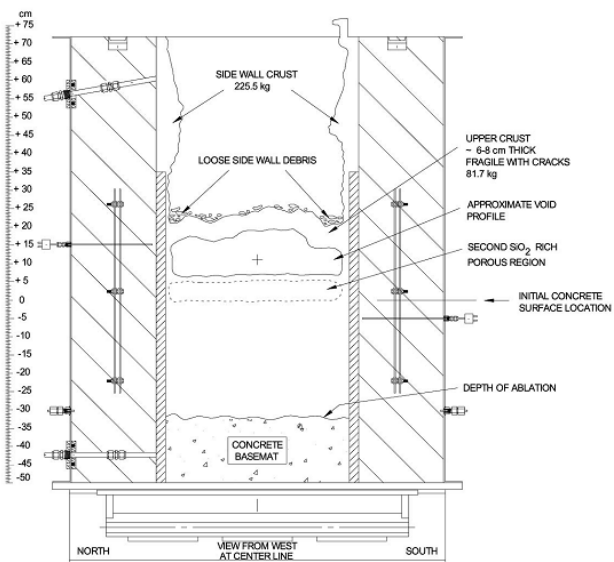 cm
+ 75
+ 70
+ 65
+ 60
+ 55
+ 50
+ 45
+ 40
+ 35
+ 30
+ 25
+ 20
+ 15
+ 10
+ 5
0
-5
-10
-15
-20
-25
-30
-35
-40
-45
-50
SIDE WALL CRUST
225.5 kg
LOOSE SIDE WALL DEBRIS
UPPER CRUST
~ 6-8 cm THICK
FRAGILE WITH CRACKS
81.7 kg
APPROXIMATE VOID
PROFILE
SECOND SiO₂ RICH
POROUS REGION
INITIAL CONCRETE
SURFACE LOCATION
DEPTH OF ABLATION
CONCRETE
BASEMAT
NORTH
VIEW FROM WEST
AT CENTER LINE
SOUTH